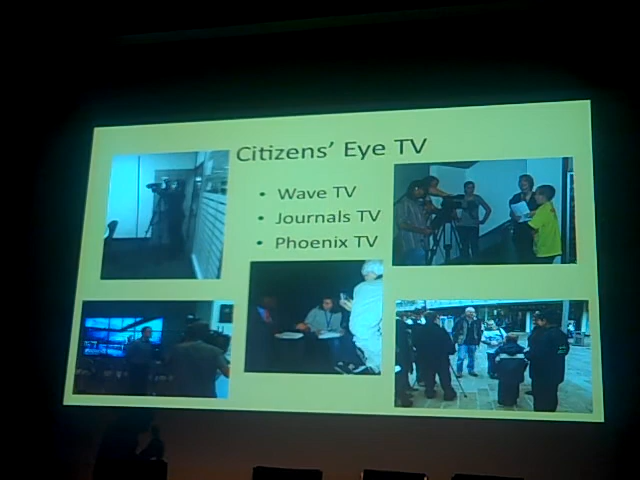 Citizens' Eye TV
• Wave TV
• Journals TV
• Phoenix TV